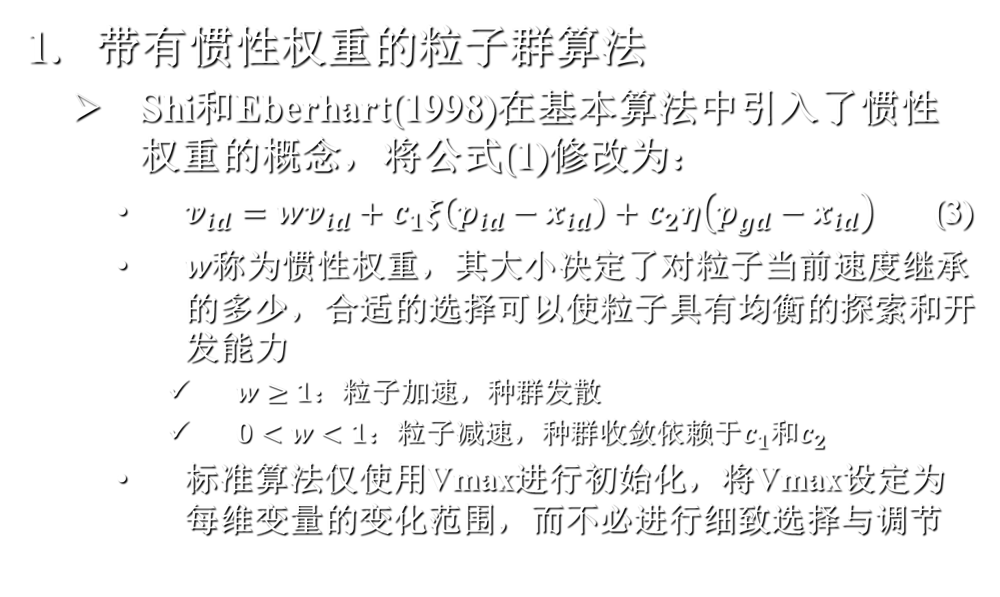 1. 带有惯性权重的粒子群算法
➢ Shi和Eberhart(1998)在基本算法中引入了惯性
权重的概念，将公式(1)修改为：
• $v_{id} = wv_{id} + c_1\xi(p_{id} - x_{id}) + c_2\eta(p_{gd} - x_{id})$ (3)
• w称为惯性权重，其大小决定了对粒子当前速度继承
的多少，合适的选择可以使粒子具有均衡的探索和开
发能力
✓ w ≥ 1：粒子加速，种群发散
✓ 0 < w < 1：粒子减速，种群收敛依赖于c₁和c₂
• 标准算法仅使用Vmax进行初始化，将Vmax设定为
每维变量的变化范围，而不必进行细致选择与调节